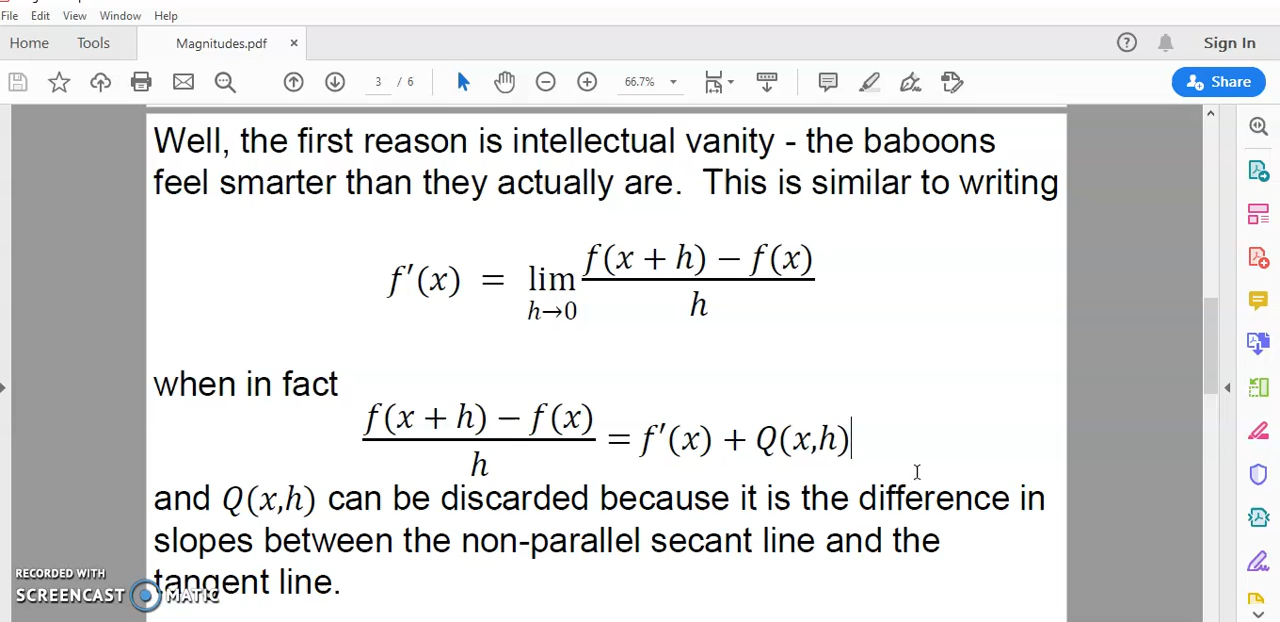 File Edit View Window Help
Home Tools Magnitudes.pdf × ? Sign In
3 / 6 66.7% Share
Well, the first reason is intellectual vanity - the baboons
feel smarter than they actually are. This is similar to writing
f′(x) = lim h→0 f(x + h) − f(x) / h
when in fact
f(x + h) − f(x) / h = f′(x) + Q(x,h)
and Q(x,h) can be discarded because it is the difference in
slopes between the non-parallel secant line and the
tangent line.
RECORDED WITH
SCREENCAST MATIC